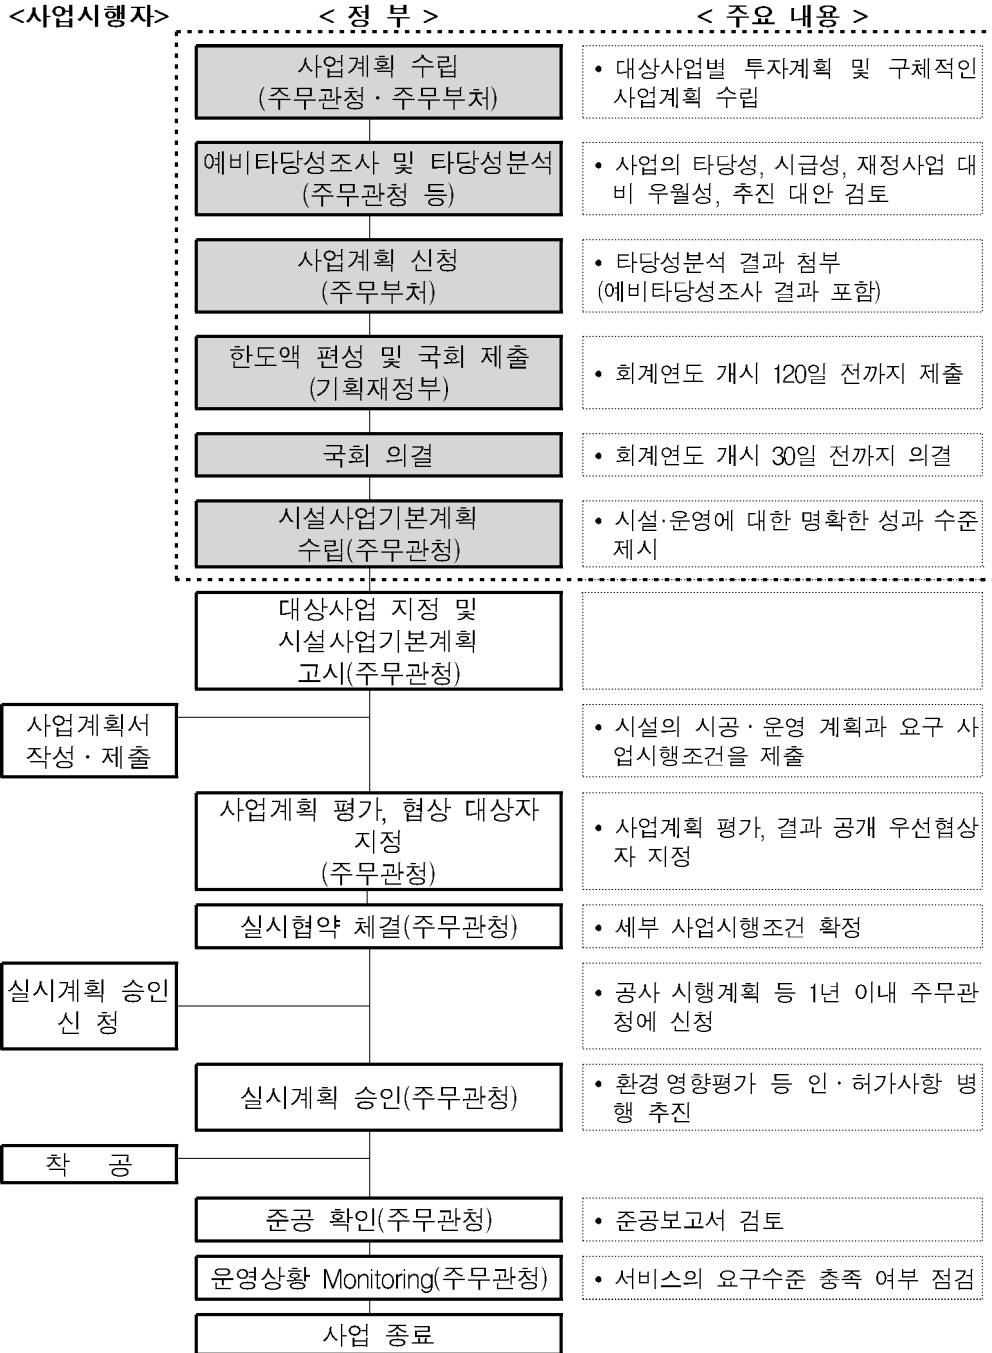 <사업시행자>
< 정 부 >
< 주요 내용 >
사업계획 수립
(주무관청 · 주무부처)
• 대상사업별 투자계획 및 구체적인
사업계획 수립
예비타당성조사 및 타당성분석
(주무관청 등)
• 사업의 타당성, 시급성, 재정사업 대
비 우월성, 추진 대안 검토
사업계획 신청
(주무부처)
• 타당성분석 결과 첨부
(예비타당성조사 결과 포함)
한도액 편성 및 국회 제출
(기획재정부)
• 회계연도 개시 120일 전까지 제출
국회 의결
• 회계연도 개시 30일 전까지 의결
시설사업기본계획
수립(주무관청)
• 시설·운영에 대한 명확한 성과 수준
제시
대상사업 지정 및
시설사업기본계획
고시(주무관청)
사업계획서
작성 · 제출
• 시설의 시공 · 운영 계획과 요구 사
업시행조건을 제출
사업계획 평가, 협상 대상자
지정
(주무관청)
• 사업계획 평가, 결과 공개 우선협상
자 지정
실시협약 체결(주무관청)
• 세부 사업시행조건 확정
실시계획 승인
신 청
• 공사 시행계획 등 1년 이내 주무관
청에 신청
실시계획 승인(주무관청)
• 환경영향평가 등 인 · 허가사항 병
행 추진
착 공
준공 확인(주무관청)
• 준공보고서 검토
운영상황 Monitoring(주무관청)
• 서비스의 요구수준 충족 여부 점검
사업 종료